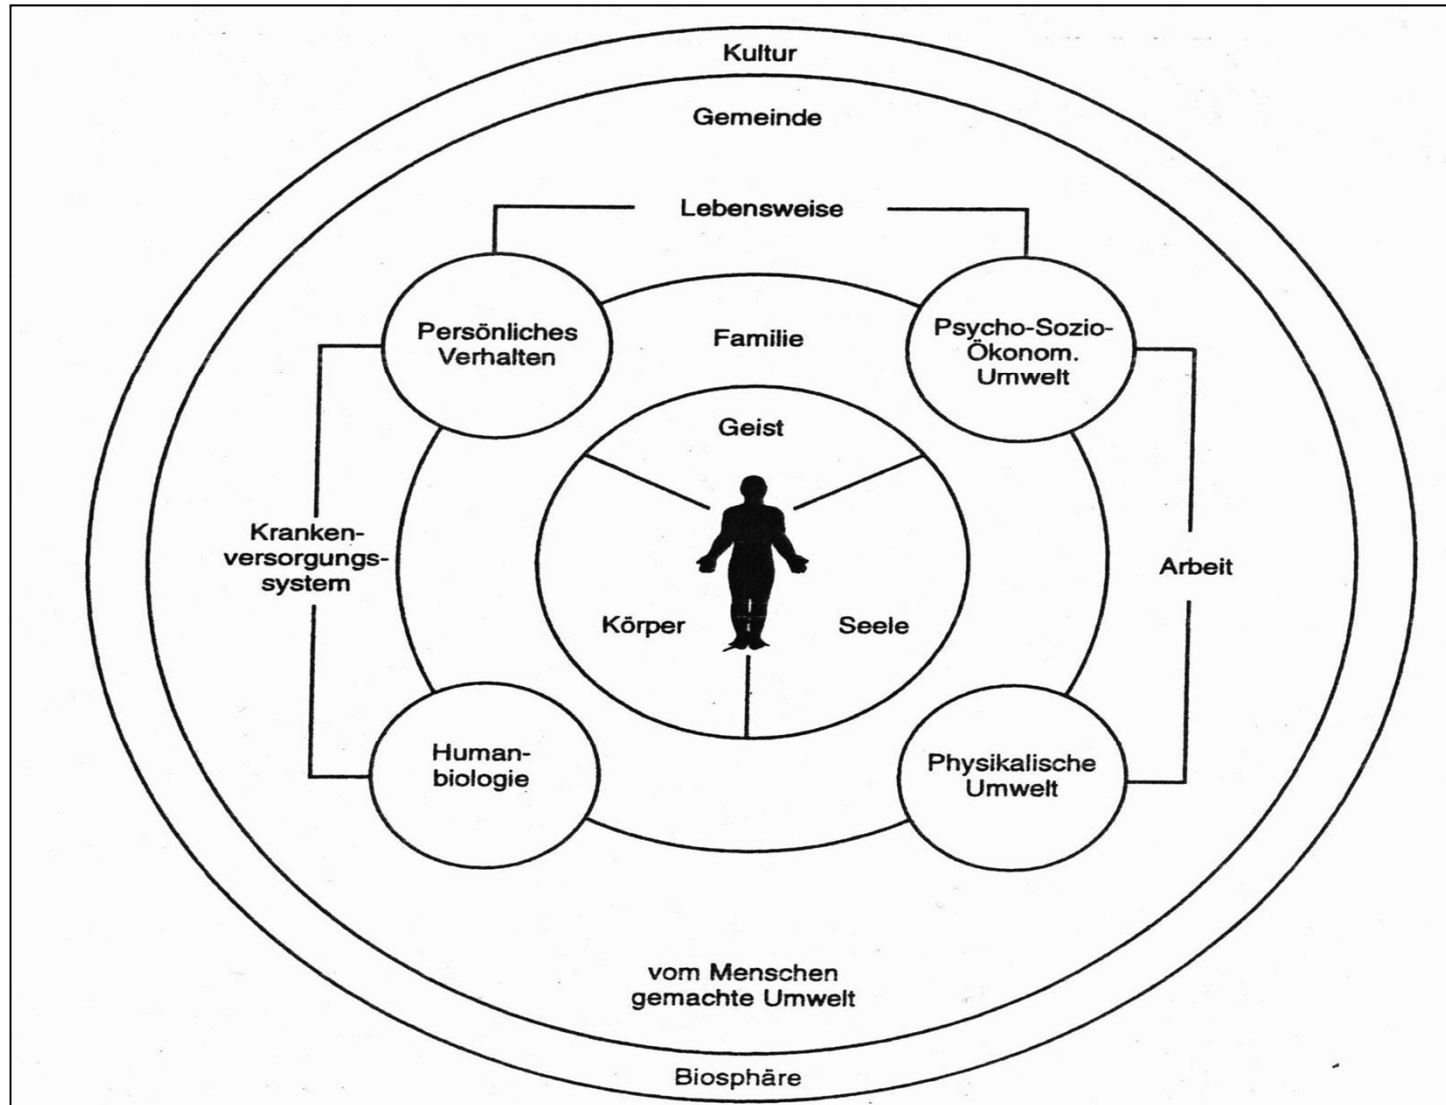 Kultur
Gemeinde
Lebensweise
Persönliches
Verhalten
Familie
Psycho-Sozio-
Ökonom.
Umwelt
Geist
Kranken-
versorgungs-
system
Arbeit
Körper
Seele
Human-
biologie
Physikalische
Umwelt
vom Menschen
gemachte Umwelt
Biosphäre